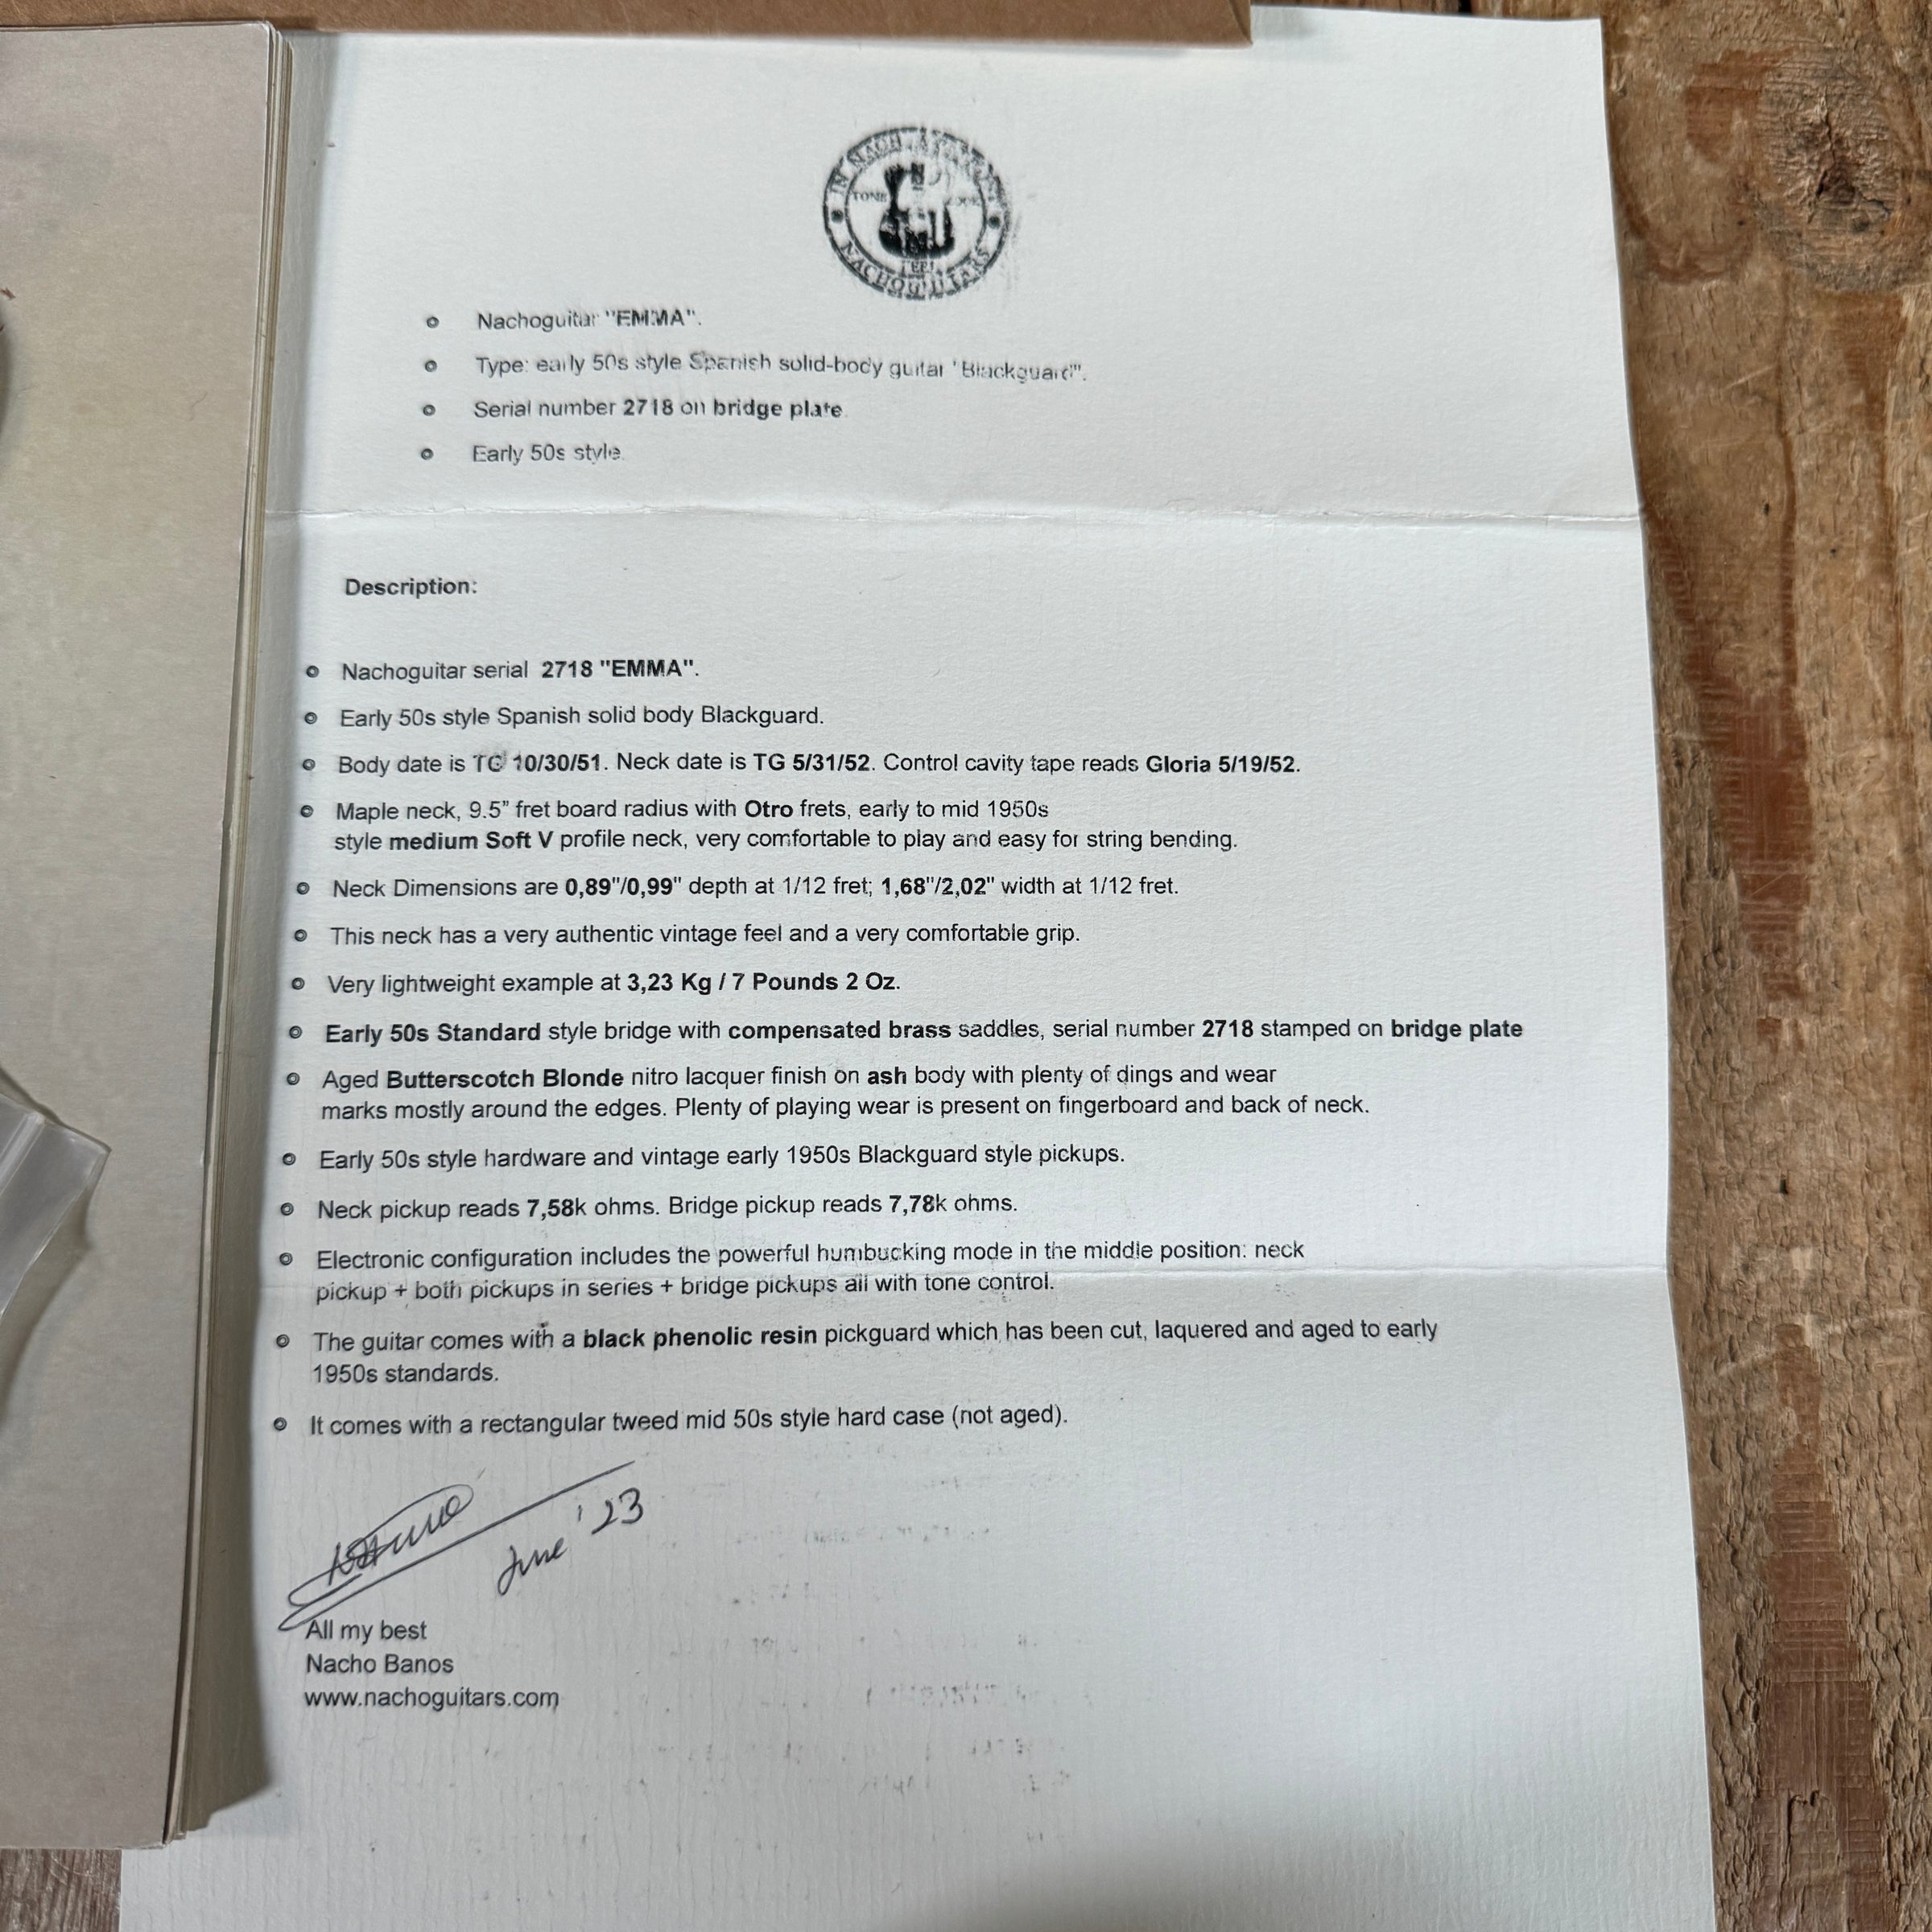 TONE
FEEL
NACHOGUITARS
Nachoguitar "EMMA".
Type: early 50s style Spanish solid-body guitar "Blackguard".
Serial number 2718 on bridge plate
Early 50s style.
Description:
Nachoguitar serial 2718 "EMMA".
Early 50s style Spanish solid body Blackguard.
Body date is TG 10/30/51. Neck date is TG 5/31/52. Control cavity tape reads Gloria 5/19/52.
Maple neck, 9.5” fret board radius with Otro frets, early to mid 1950s
style medium Soft V profile neck, very comfortable to play and easy for string bending.
Neck Dimensions are 0,89"/0,99" depth at 1/12 fret; 1,68"/2,02" width at 1/12 fret.
This neck has a very authentic vintage feel and a very comfortable grip.
Very lightweight example at 3,23 Kg / 7 Pounds 2 Oz.
Early 50s Standard style bridge with compensated brass saddles, serial number 2718 stamped on bridge plate
Aged Butterscotch Blonde nitro lacquer finish on ash body with plenty of dings and wear
marks mostly around the edges. Plenty of playing wear is present on fingerboard and back of neck.
Early 50s style hardware and vintage early 1950s Blackguard style pickups.
Neck pickup reads 7,58k ohms. Bridge pickup reads 7,78k ohms.
Electronic configuration includes the powerful humbucking mode in the middle position: neck
pickup + both pickups in series + bridge pickups all with tone control.
The guitar comes with a black phenolic resin pickguard which has been cut, laquered and aged to early
1950s standards.
It comes with a rectangular tweed mid 50s style hard case (not aged).
June '23
All my best
Nacho Banos
www.nachoguitars.com